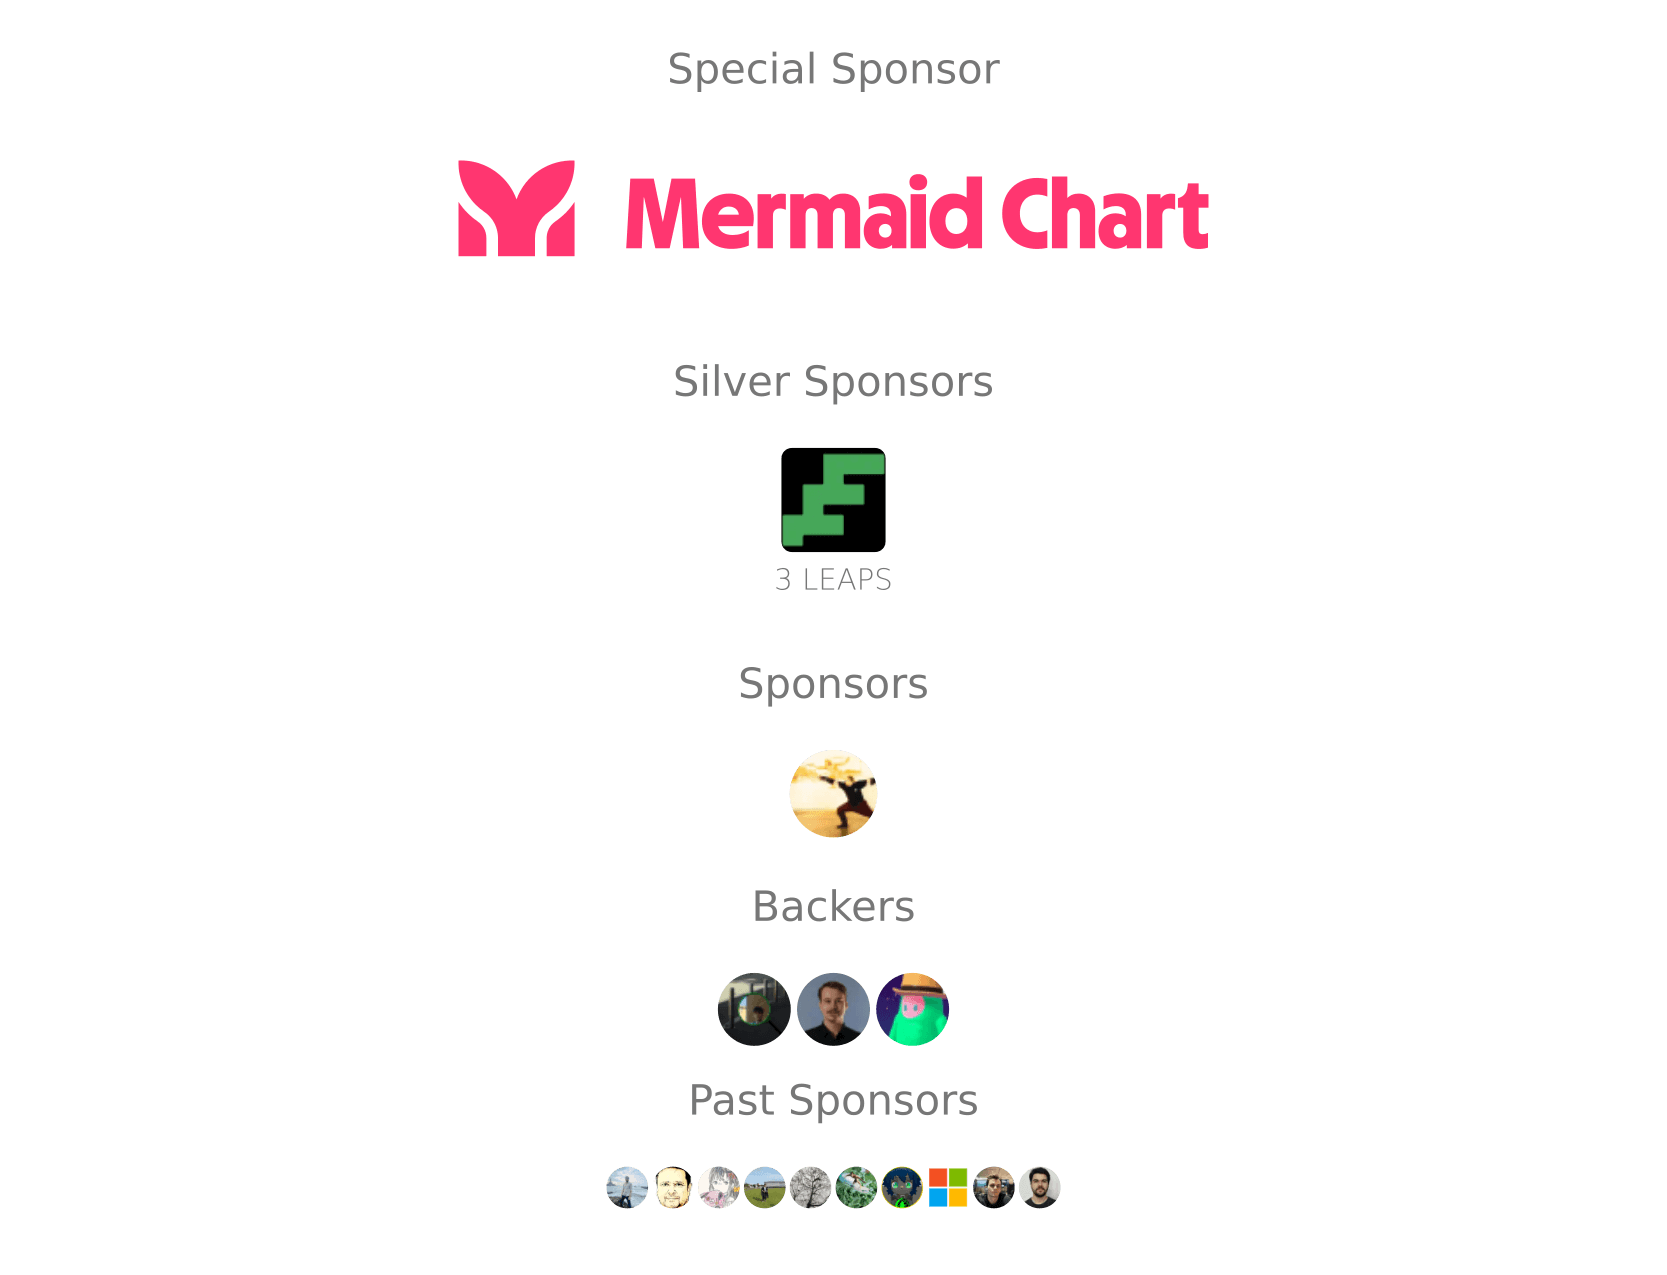 Special Sponsor
Mermaid Chart
Silver Sponsors
3 LEAPS
Sponsors
Backers
Past Sponsors